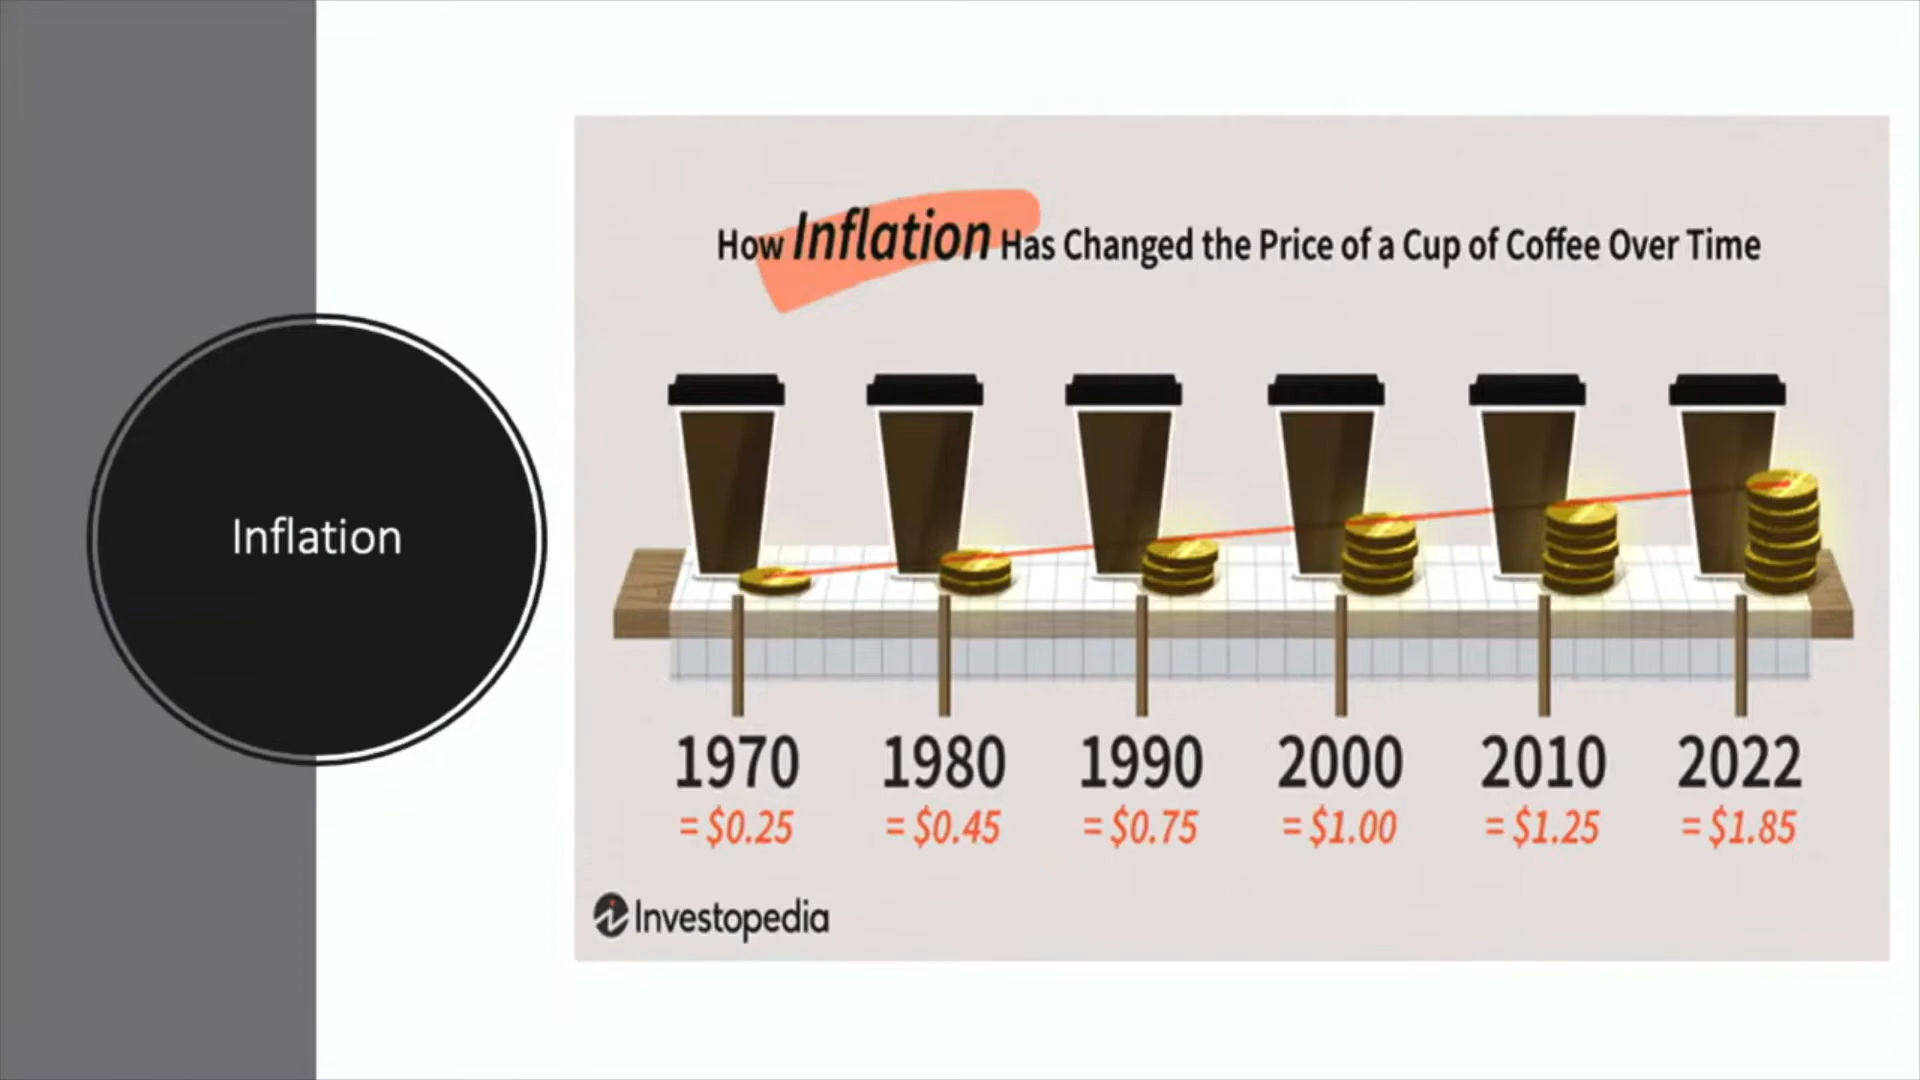 Inflation
How Inflation Has Changed the Price of a Cup of Coffee Over Time
1970 1980 1990 2000 2010 2022
= $0.25 = $0.45 = $0.75 = $1.00 = $1.25 = $1.85
Investopedia